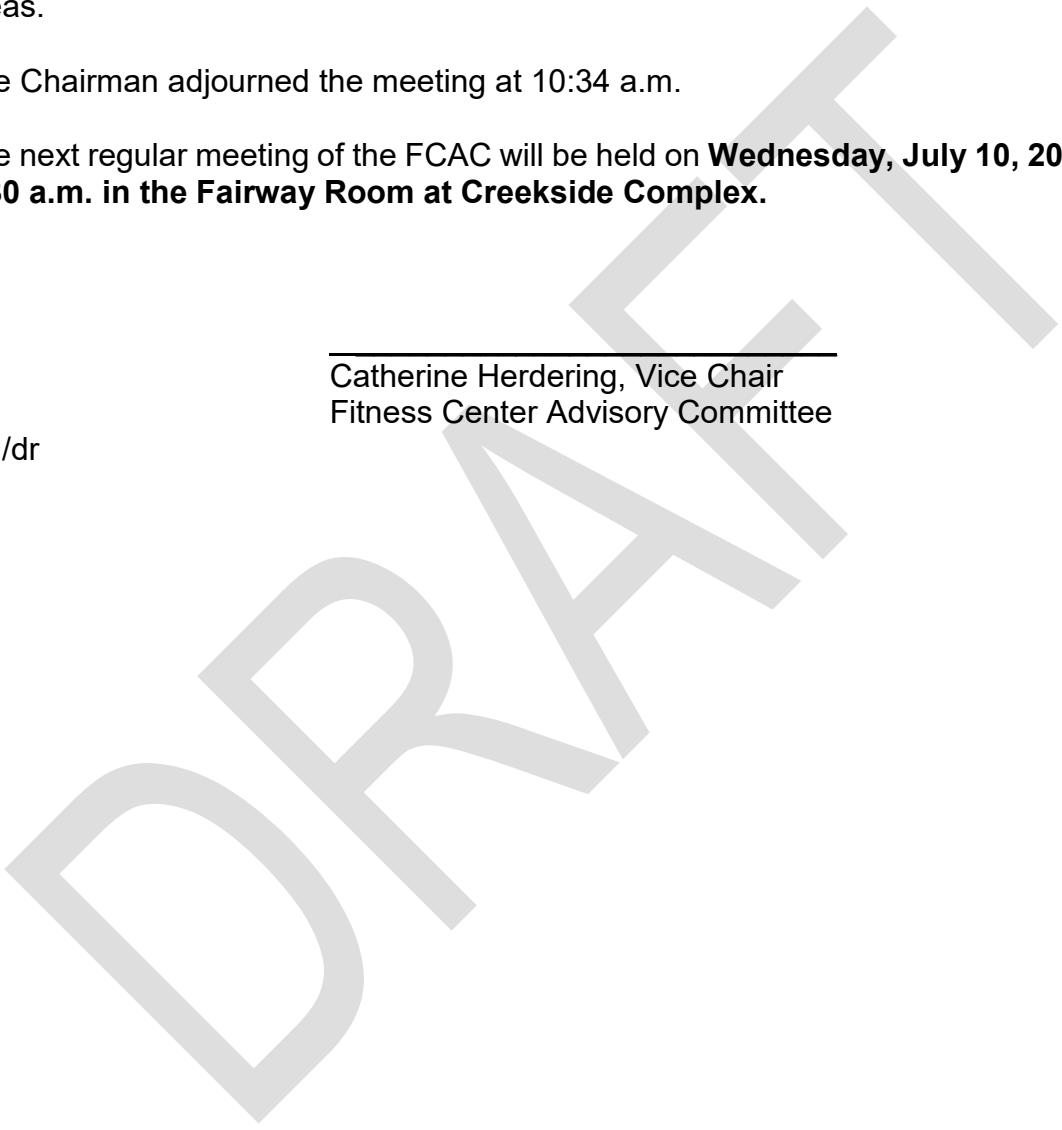 eas.
e Chairman adjourned the meeting at 10:34 a.m.
e next regular meeting of the FCAC will be held on Wednesday, July 10, 20
30 a.m. in the Fairway Room at Creekside Complex.
Catherine Herdering, Vice Chair
Fitness Center Advisory Committee
/dr
DRAFT